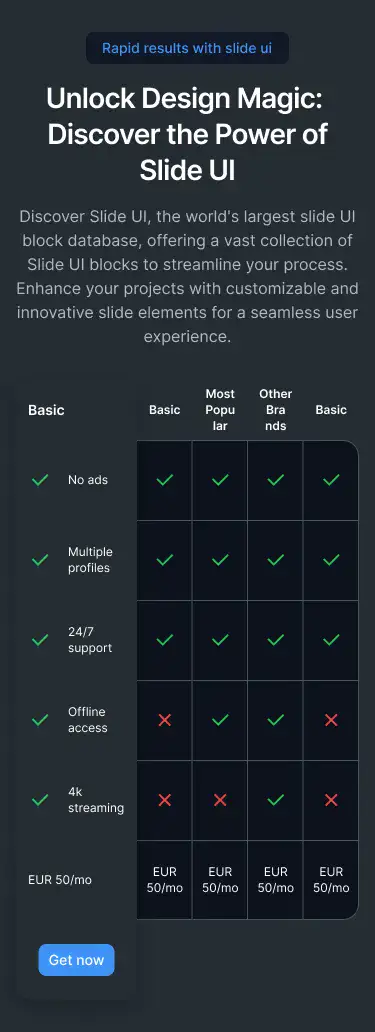 Rapid results with slide ui
Unlock Design Magic:
Discover the Power of
Slide UI
Discover Slide UI, the world's largest slide UI
block database, offering a vast collection of
Slide UI blocks to streamline your process.
Enhance your projects with customizable and
innovative slide elements for a seamless user
experience.
Basic
Basic
Most
Popu
lar
Other
Bra
nds
Basic
No ads
Multiple
profiles
24/7
support
Offline
access
4k
streaming
EUR 50/mo
EUR
50/mo
EUR
50/mo
EUR
50/mo
EUR
50/mo
Get now